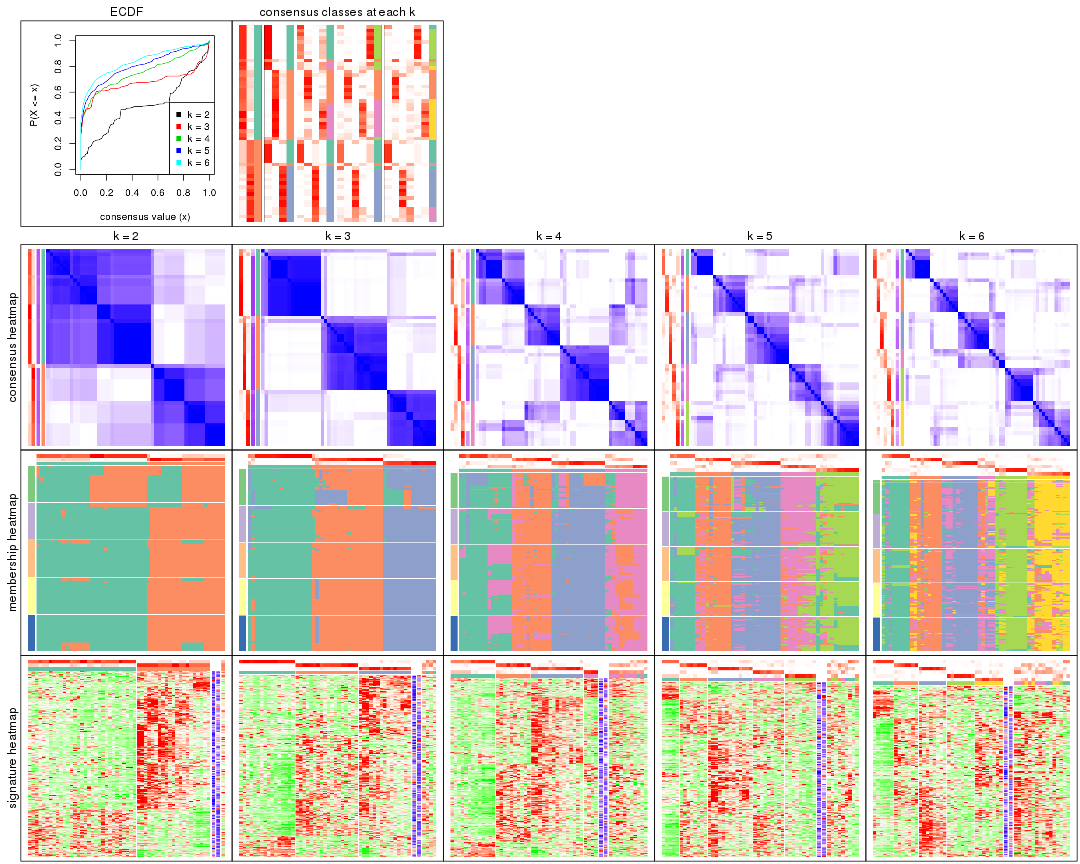 ECDF
consensus classes at each k
P(X <= x)
0.0 0.2 0.4 0.6 0.8 1.0
k = 2
k = 3
k = 4
k = 5
k = 6
0.0 0.2 0.4 0.6 0.8 1.0
consensus value (x)
k = 2
k = 3
k = 4
k = 5
k = 6
consensus heatmap
membership heatmap
signature heatmap